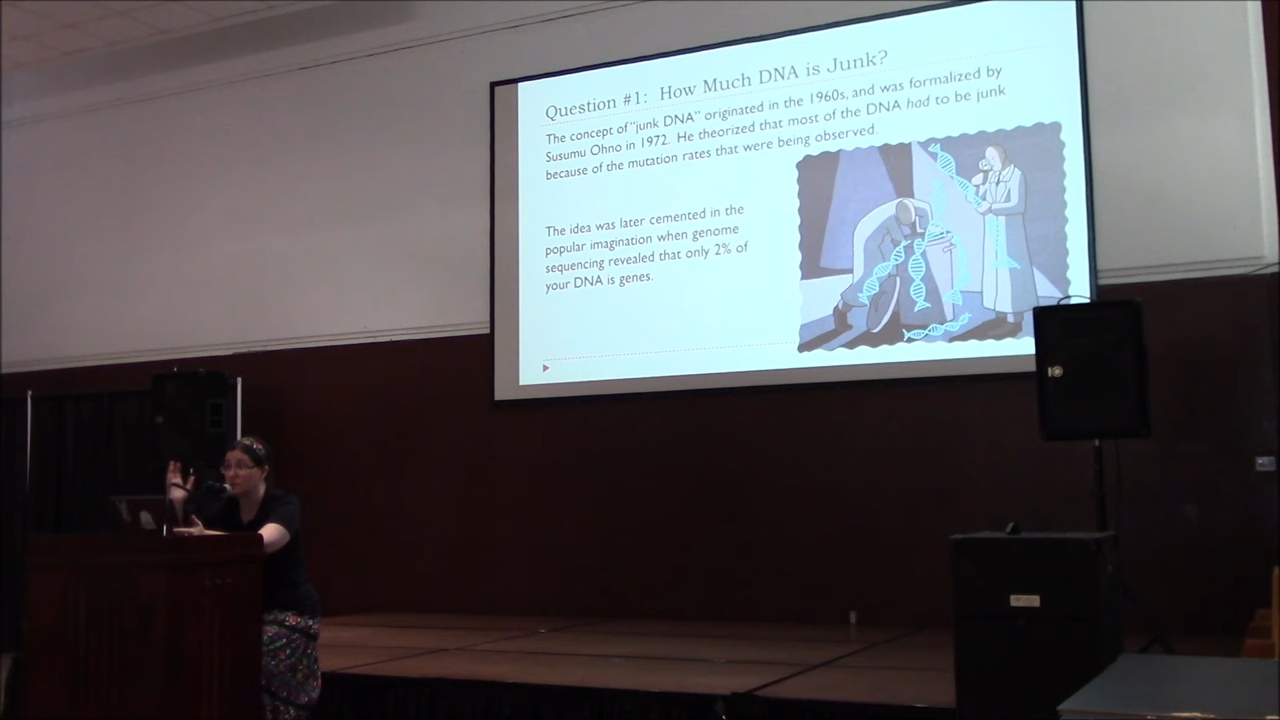 Question #1: How Much DNA is Junk?
The concept of "junk DNA" originated in the 1960s, and was formalized by
Susumu Ohno in 1972. He theorized that most of the DNA had to be junk
because of the mutation rates that were being observed.
The idea was later cemented in the
popular imagination when genome
sequencing revealed that only 2% of
your DNA is genes.